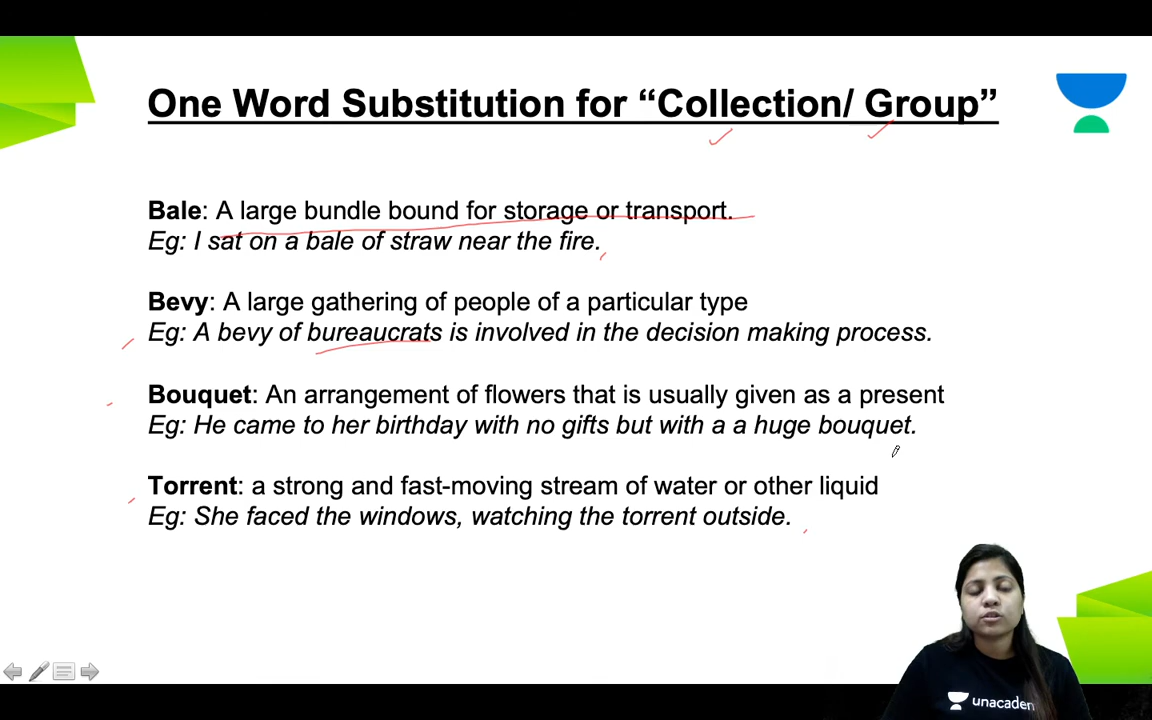 One Word Substitution for “Collection/ Group”
Bale: A large bundle bound for storage or transport.
Eg: I sat on a bale of straw near the fire.
Bevy: A large gathering of people of a particular type
Eg: A bevy of bureaucrats is involved in the decision making process.
Bouquet: An arrangement of flowers that is usually given as a present
Eg: He came to her birthday with no gifts but with a a huge bouquet.
Torrent: a strong and fast-moving stream of water or other liquid
Eg: She faced the windows, watching the torrent outside.
unacadem